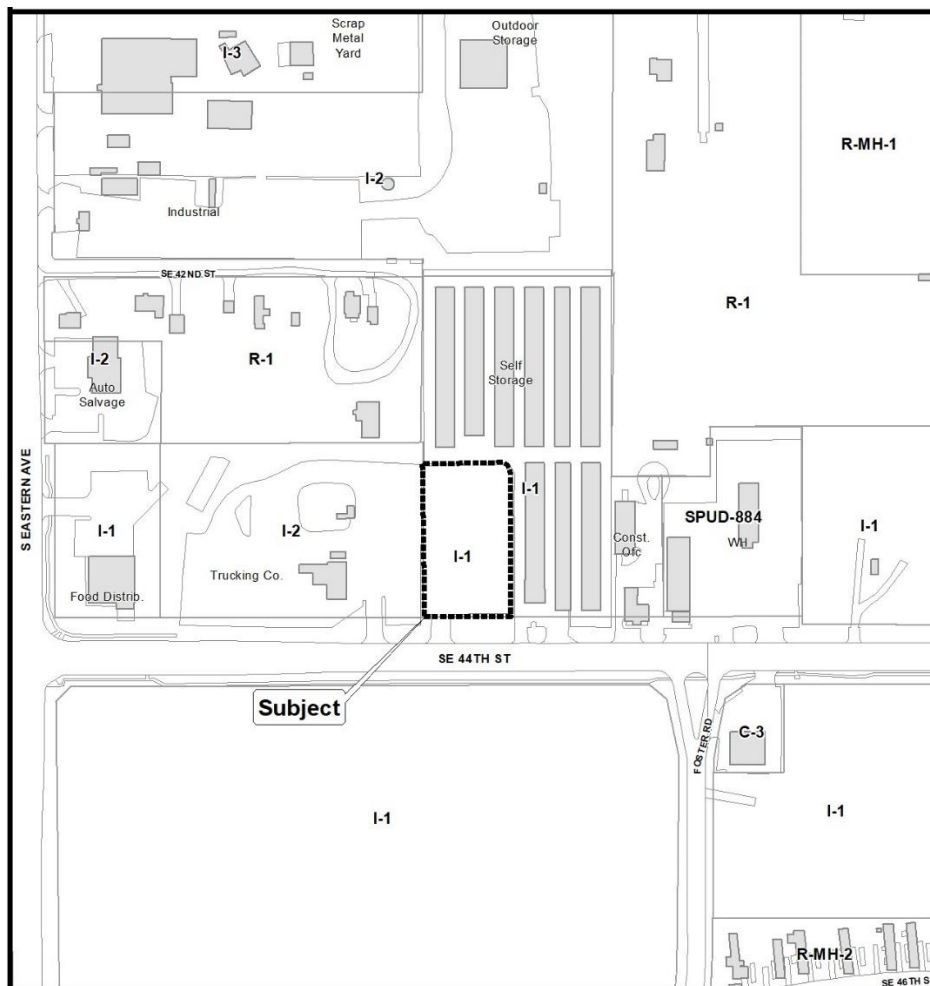 Scrap
Metal
Yard
Outdoor
Storage
I-3
R-MH-1
I-2
Industrial
SE 42ND ST
R-1
I-2
Auto
Salvage
R-1
Self
Storage
S EASTERN AVE
I-1
Food Distrib.
I-2
Trucking Co.
I-1
I-1
Const.
Ofc
SPUD-884
WH
I-1
SE 44TH ST
Subject
FOSTER RD
C-3
I-1
I-1
R-MH-2
SE 46TH S